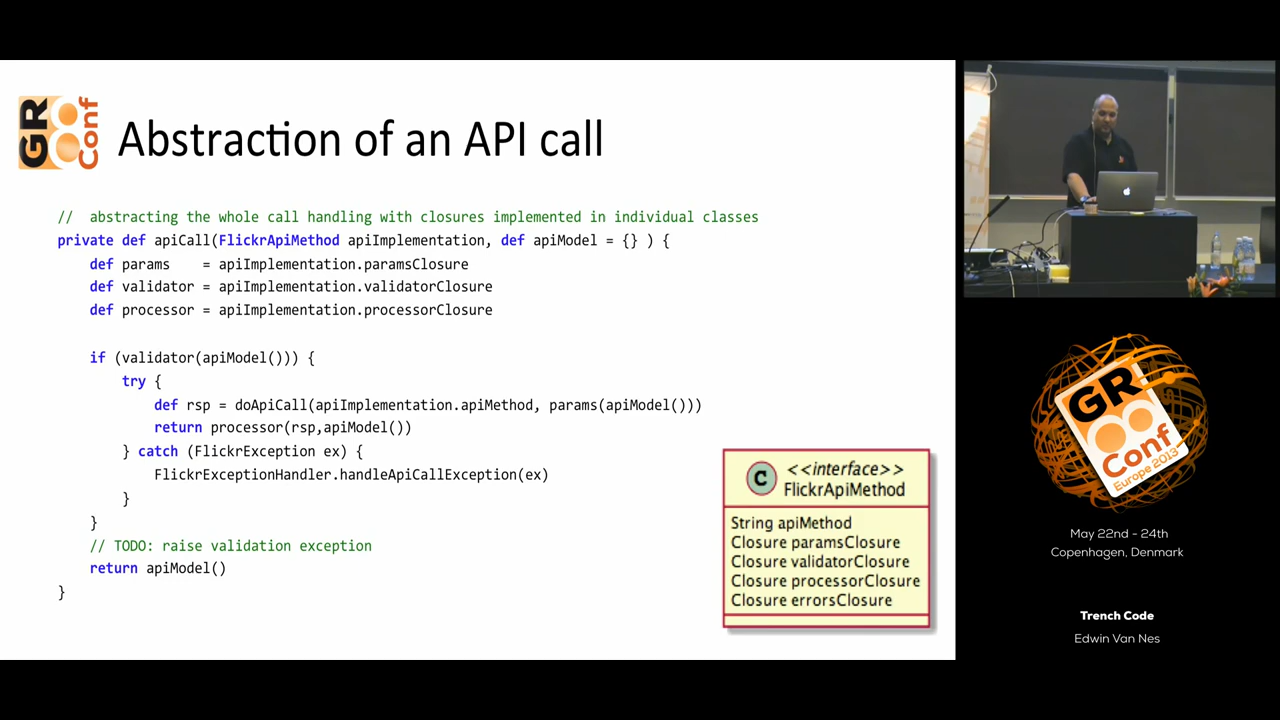 GR
Conf
Abstraction of an API call
// abstracting the whole call handling with closures implemented in individual classes
private def apiCall(FlickrApiMethod apiImplementation, def apiModel = {} ) {
def params = apiImplementation.paramsClosure
def validator = apiImplementation.validatorClosure
def processor = apiImplementation.processorClosure
if (validator(apiModel())) {
try {
def rsp = doApiCall(apiImplementation.apiMethod, params(apiModel()))
return processor(rsp,apiModel())
} catch (FlickrException ex) {
FlickrExceptionHandler.handleApiCallException(ex)
}
}
// TODO: raise validation exception
return apiModel()
}
C
<<interface>>
FlickrApiMethod
String apiMethod
Closure paramsClosure
Closure validatorClosure
Closure processorClosure
Closure errorsClosure
GR
Conf
Europe 2013
May 22nd - 24th
Copenhagen, Denmark
Trench Code
Edwin Van Nes